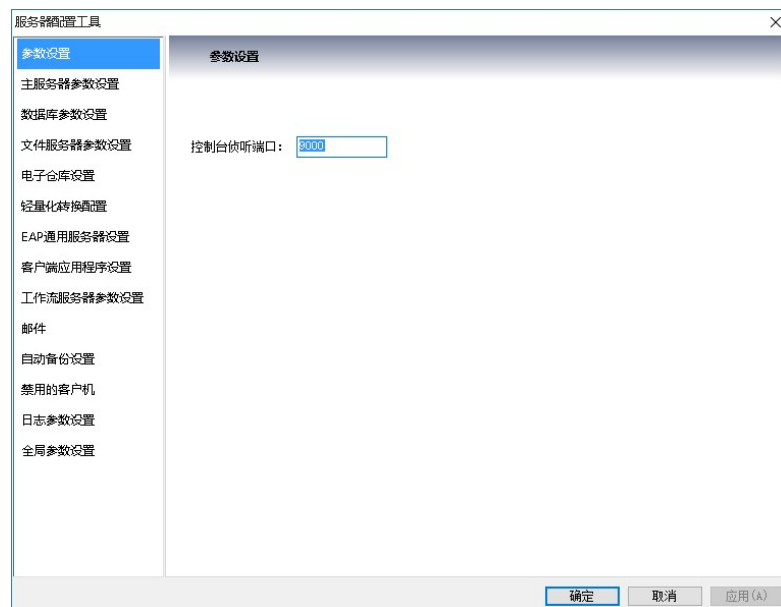 服务器配置工具
参数设置
主服务器参数设置
数据库参数设置
文件服务器参数设置
电子仓库设置
轻量化转换配置
EAP通用服务器设置
客户端应用程序设置
工作流服务器参数设置
邮件
自动备份设置
禁用的客户机
日志参数设置
全局参数设置
参数设置
控制台侦听端口： 9000
确定 取消 应用(A)